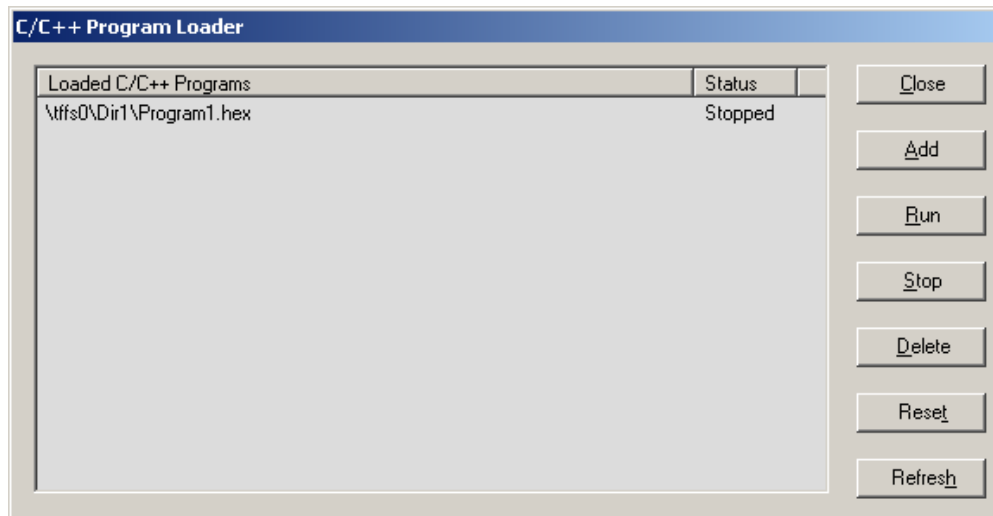 C/C++ Program Loader
Loaded C/C++ Programs Status
\tffs0\Dir1\Program1.hex Stopped
Close
Add
Run
Stop
Delete
Reset
Refresh